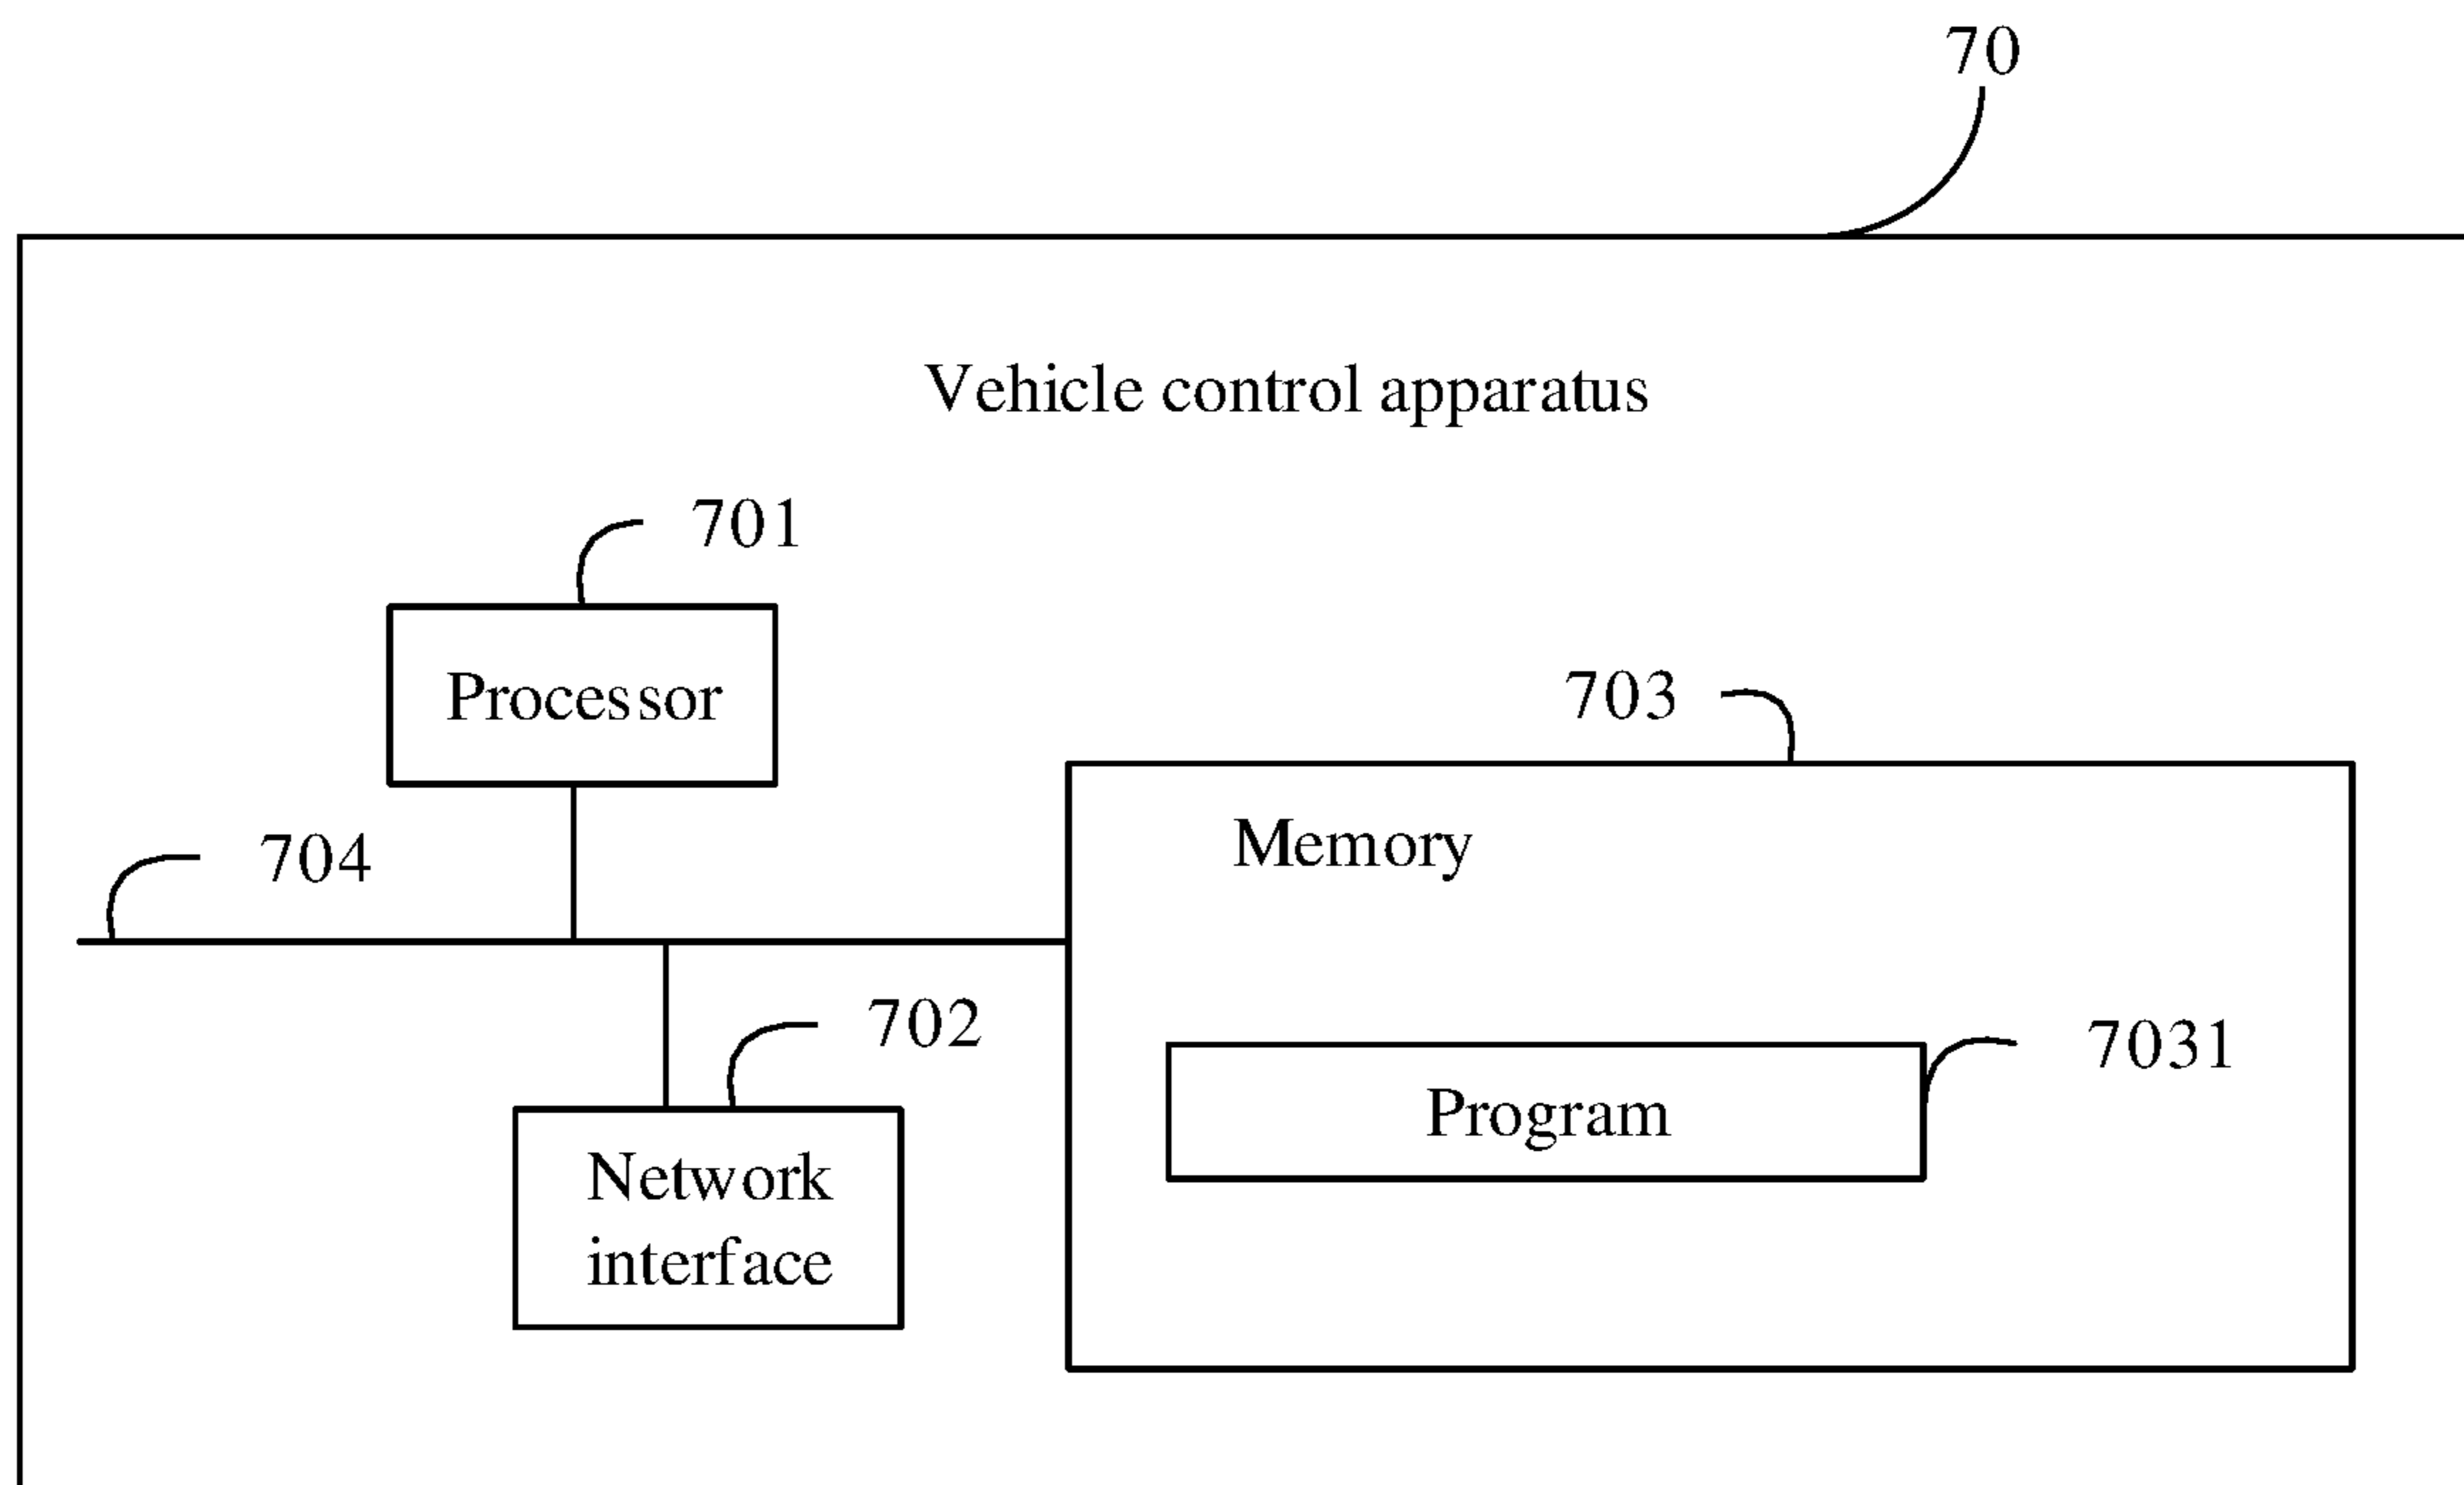 70
Vehicle control apparatus
701
Processor
703
Memory
704
702
Network
interface
7031
Program